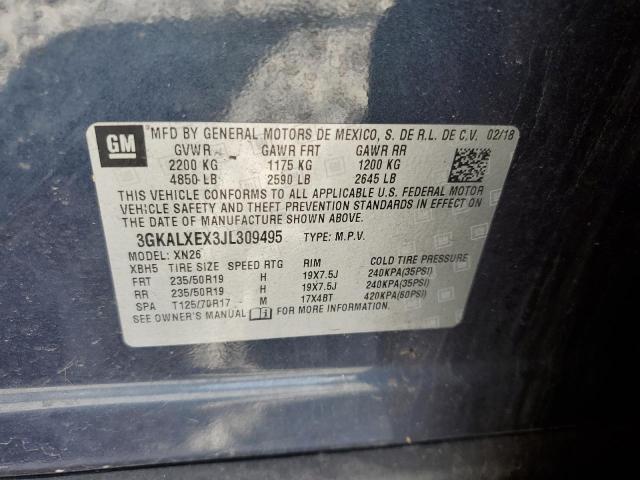 GM
MFD BY GENERAL MOTORS DE MEXICO, S. DE R.L. DE C.V. 02/18
GVWR GAWR FRT GAWR RR
2200 KG 1175 KG 1200 KG
4850 LB 2590 LB 2645 LB
THIS VEHICLE CONFORMS TO ALL APPLICABLE U.S. FEDERAL MOTOR
VEHICLE SAFETY, BUMPER, AND THEFT PREVENTION STANDARDS
IN EFFECT ON THE DATE OF MANUFACTURE SHOWN ABOVE.
3GKALXEX3JL309495 TYPE: M.P.V.
MODEL: XN26
XBH5 TIRE SIZE SPEED RTG RIM COLD TIRE PRESSURE
FRT 235/50R19 H 19X7.5J 240KPA(35PSI)
RR 235/50R19 H 19X7.5J 240KPA(35PSI)
SPA T125/70R17 M 17X4BT 420KPA(60PSI)
SEE OWNER'S MANUAL FOR MORE INFORMATION.